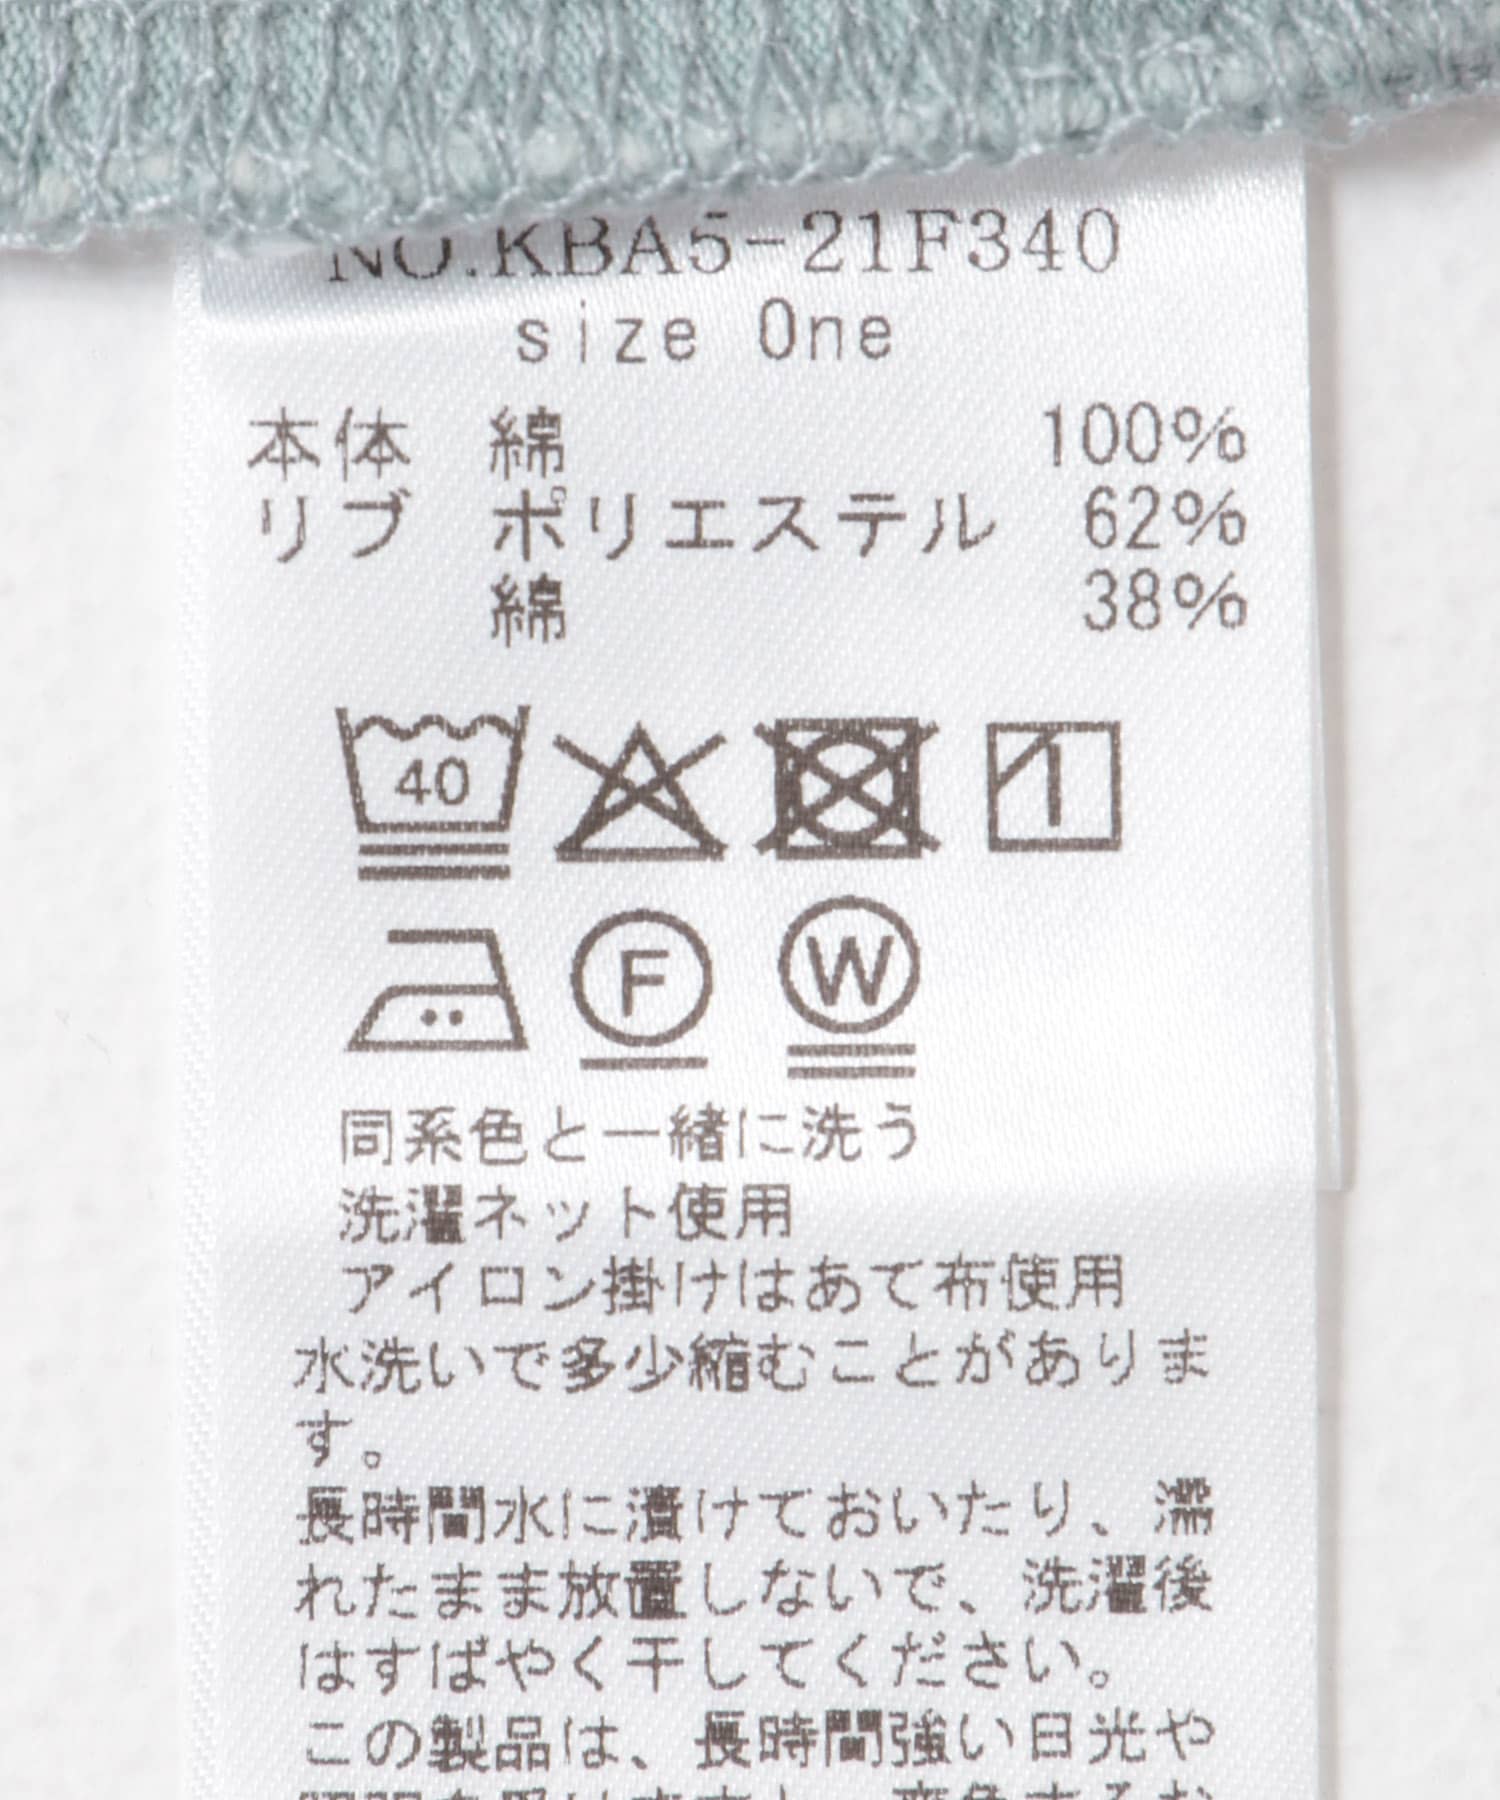 NO.KBA5-21F340
size One
本体 綿 100%
リブ ポリエステル 62%
綿 38%
40
F
W
同系色と一緒に洗う
洗濯ネット使用
アイロン掛けはあて布使用
水洗いで多少縮むことがありま
す。
長時間水に漬けておいたり、濡
れたまま放置しないで、洗濯後
はすばやく干してください。
この製品は、長時間強い日光や